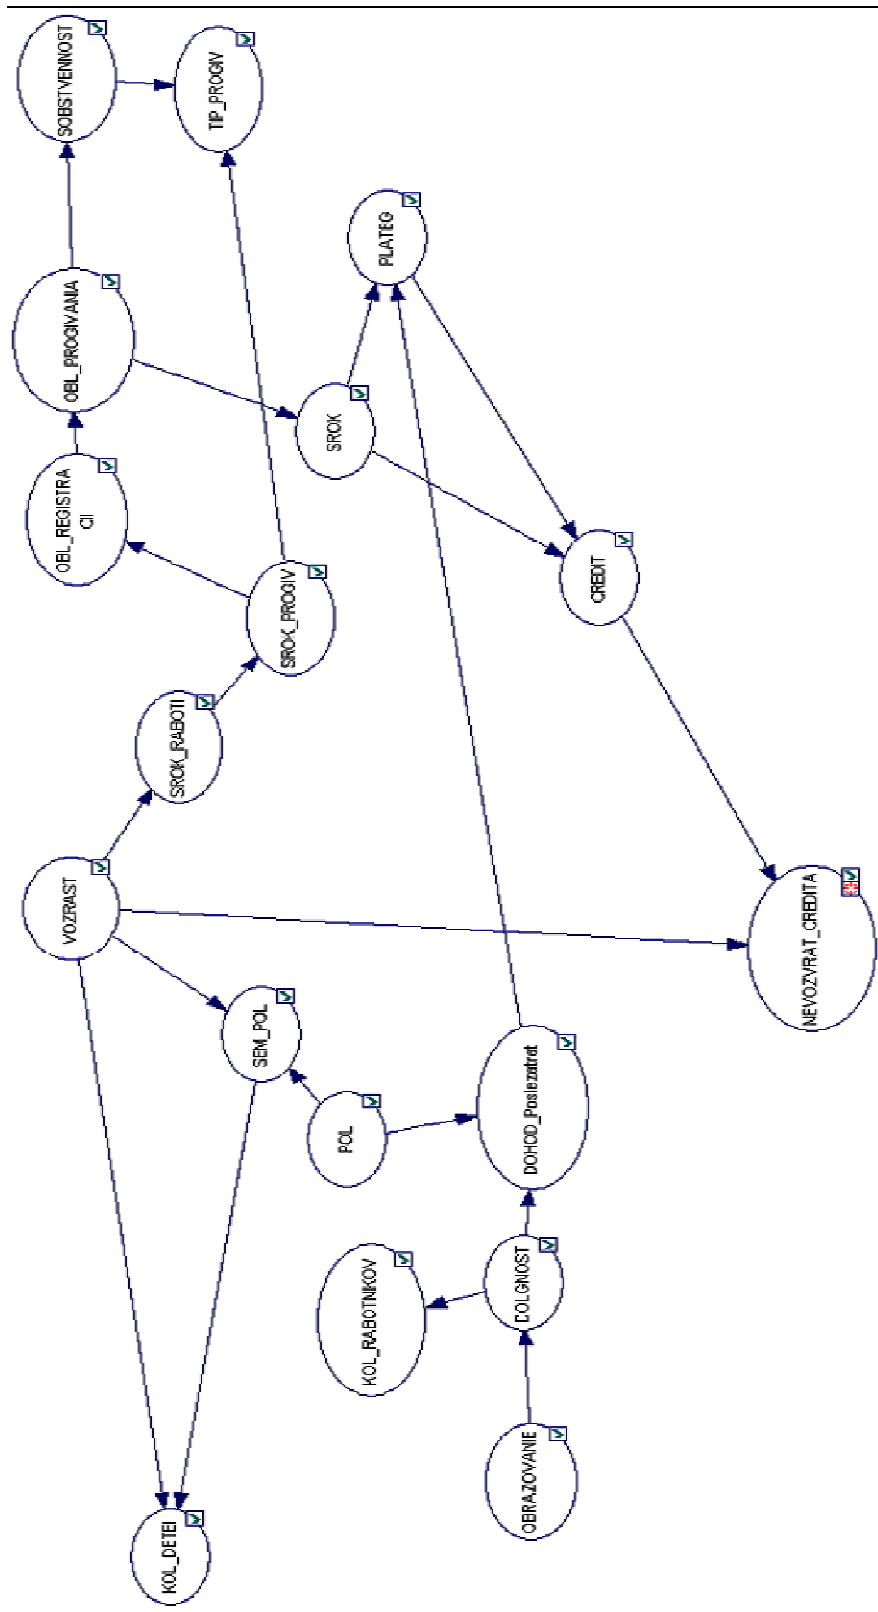 SOBSTVENNOST
TIP_PROGIV
OBL_PROGIVANIA
PLATEG
SROK
OBL_REGISTRA
CII
SROK_PROGIV
CREDIT
SROK_RABOTI
VOZRAST
NEVOZVRAT_CREDITA
SEM_POL
POL
DOHOD_Poslezatrat
KOL_RABOTNIKOV
DOLGNOST
OBRAZOVANIE
KOL_DETEI